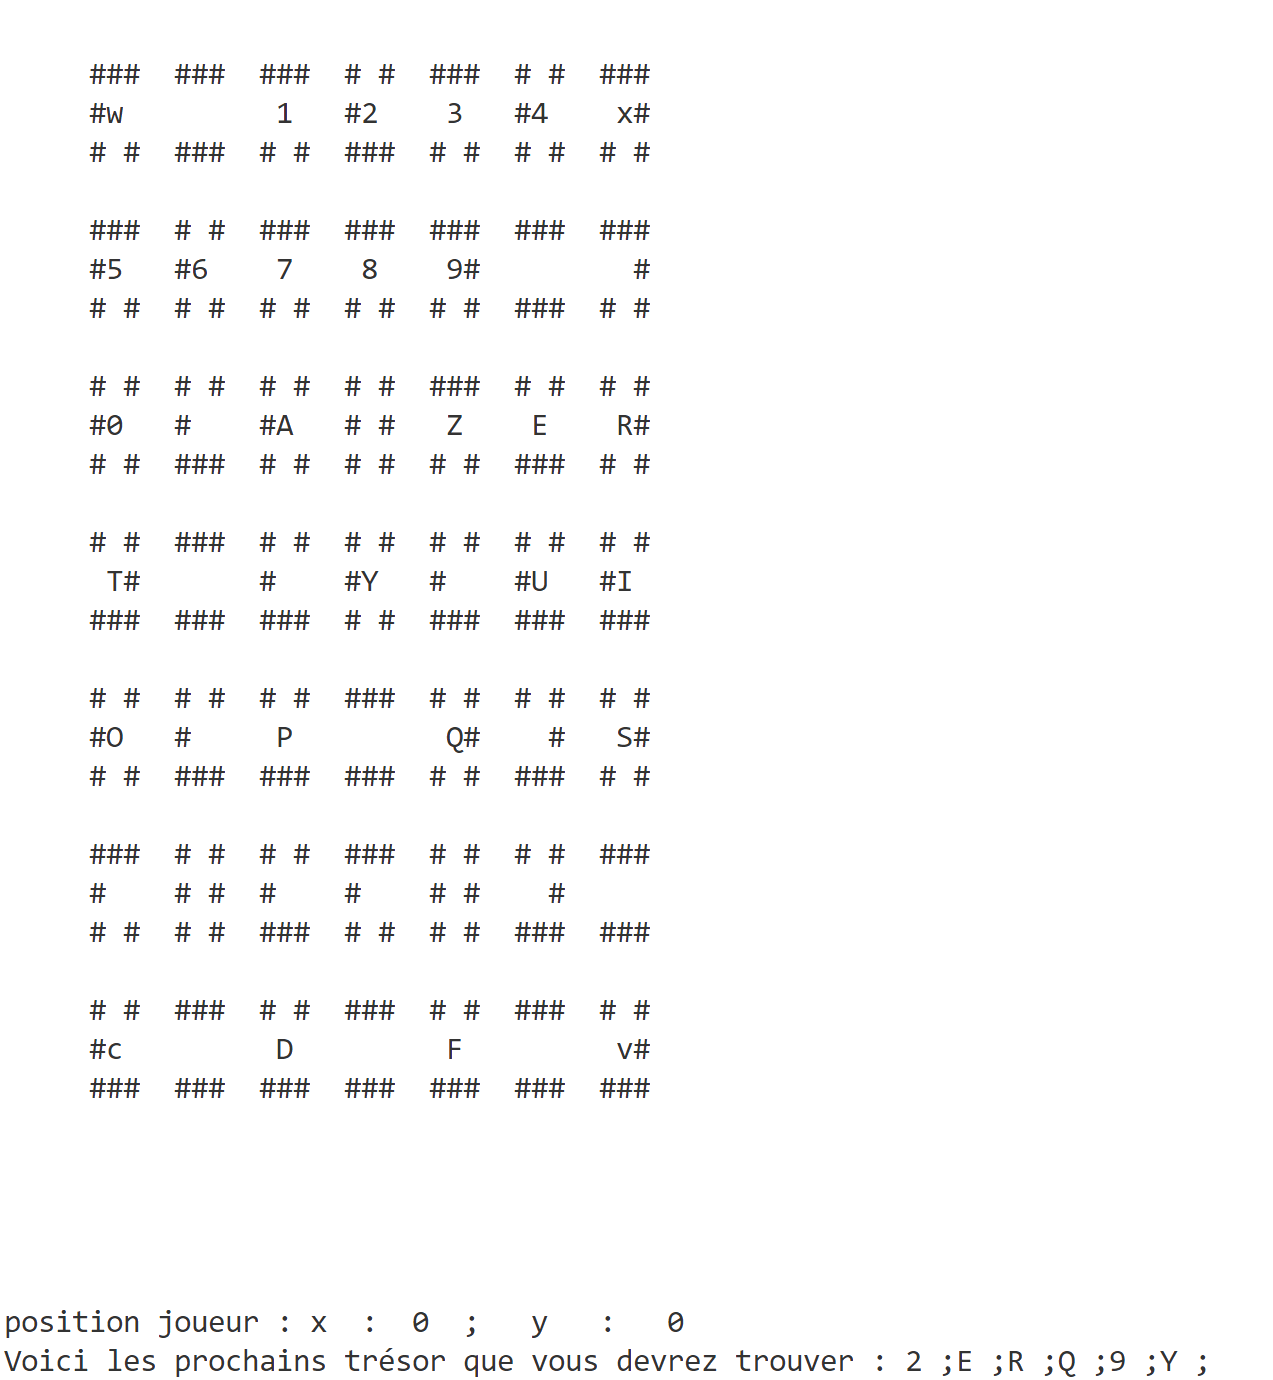 ###  ###  ###  # #  ###  # #  ###
#w         1   #2    3   #4    x#
# #  ###  # #  ###  # #  # #  # #
###  # #  ###  ###  ###  ###  ###
#5   #6    7    8    9#         #
# #  # #  # #  # #  # #  ###  # #
# #  # #  # #  # #  ###  # #  # #
#0   #    #A   # #   Z    E    R#
# #  ###  # #  # #  # #  ###  # #
# #  ###  # #  # #  # #  # #  # #
 T#       #    #Y   #    #U   #I
###  ###  ###  # #  ###  ###  ###
# #  # #  # #  ###  # #  # #  # #
#O   #     P         Q#    #   S#
# #  ###  ###  ###  # #  ###  # #
###  # #  # #  ###  # #  # #  ###
#    # #  #    #    # #    #
# #  # #  ###  # #  # #  ###  ###
# #  ###  # #  ###  # #  ###  # #
#c         D         F         v#
###  ###  ###  ###  ###  ###  ###
position joueur : x  :  0  ;   y   :   0
Voici les prochains trésor que vous devrez trouver : 2 ;E ;R ;Q ;9 ;Y ;